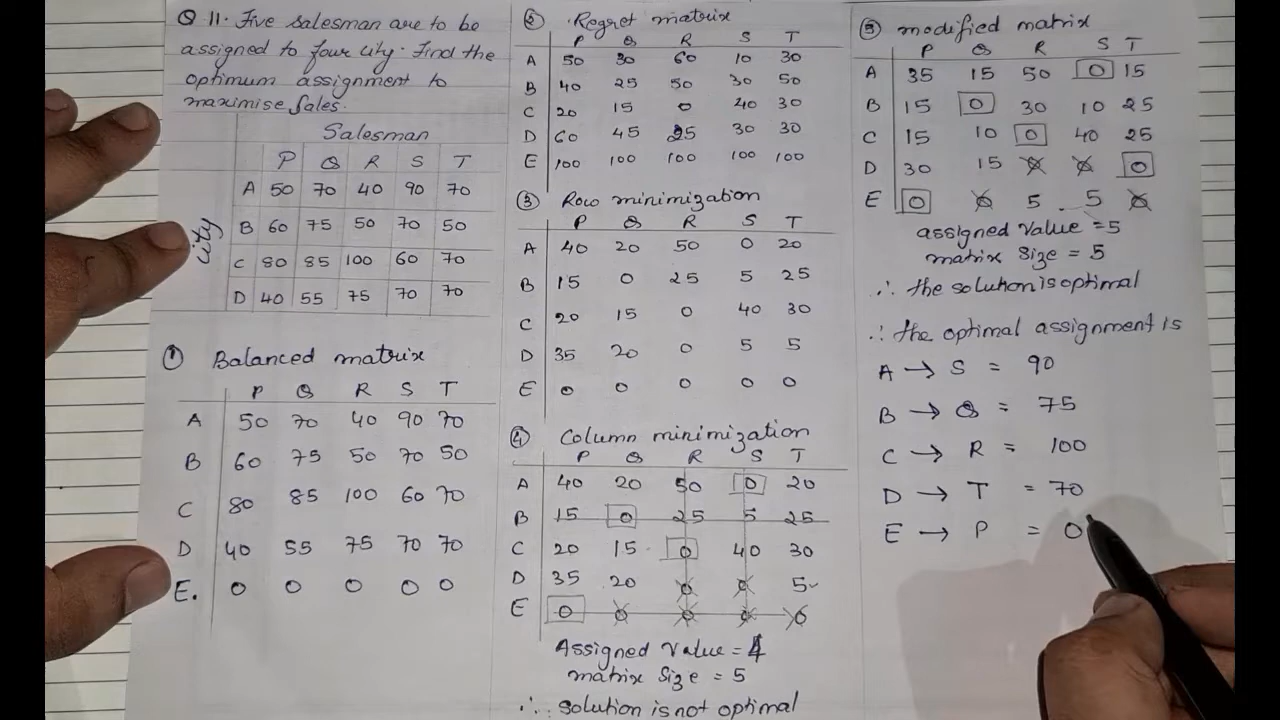 Q 11. Five salesman are to be
assigned to four city. Find the
optimum assignment to
maximise sales.
Salesman
P Q R S T
city
A 50 70 40 90 70
B 60 75 50 70 50
C 80 85 100 60 70
D 40 55 75 70 70
① Balanced matrix
P Q R S T
A 50 70 40 90 70
B 60 75 50 70 50
C 80 85 100 60 70
D 40 55 75 70 70
E. 0 0 0 0 0
② Regret matrix
P Q R S T
A 50 30 60 10 30
B 40 25 50 30 50
C 20 15 0 40 30
D 60 45 25 30 30
E 100 100 100 100 100
③ Row minimization
P Q R S T
A 40 20 50 0 20
B 15 0 25 5 25
C 20 15 0 40 30
D 35 20 0 5 5
E 0 0 0 0 0
④ Column minimization
P Q R S T
A 40 20 50 0 20
B 15 0 25 5 25
C 20 15 0 40 30
D 35 20 0 0 5
E 0 0 0 0 0
Assigned value = 4
matrix size = 5
∴ solution is not optimal
⑤ modified matrix
P Q R S T
A 35 15 50 0 15
B 15 0 30 10 25
C 15 10 0 40 25
D 30 15 0 0 0
E 0 0 5 5 0
assigned value = 5
matrix size = 5
∴ the solution is optimal
∴ the optimal assignment is
A → S = 90
B → Q = 75
C → R = 100
D → T = 70
E → P = 0